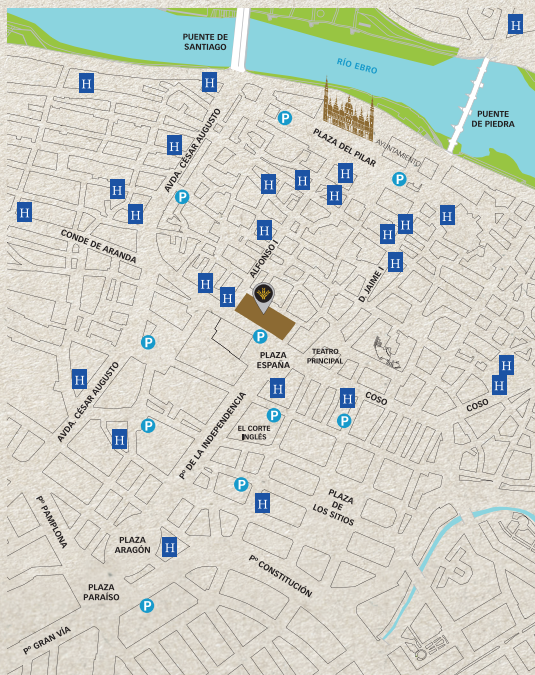 H
PUENTE DE
SANTIAGO
RÍO EBRO
H
H
PUENTE
DE PIEDRA
P
PLAZA DEL PILAR
AYUNTAMIENTO
AVDA. CÉSAR AUGUSTO
H
H
H
H
P
H
H
P
H
H
H
H
H
H
CONDE DE ARANDA
H
ALFONSO I
H
D. JAIME I
H
H
P
P
PLAZA
ESPAÑA
TEATRO
PRINCIPAL
H
H
H
AVDA. CÉSAR AUGUSTO
H
H
COSO
COSO
P
P
P
H
Pº DE LA INDEPENDENCIA
EL CORTE
INGLÉS
P
H
PLAZA
DE
LOS SITIOS
Pº PAMPLONA
PLAZA
ARAGÓN
H
Pº CONSTITUCIÓN
PLAZA
PARAÍSO
P
Pº GRAN VÍA